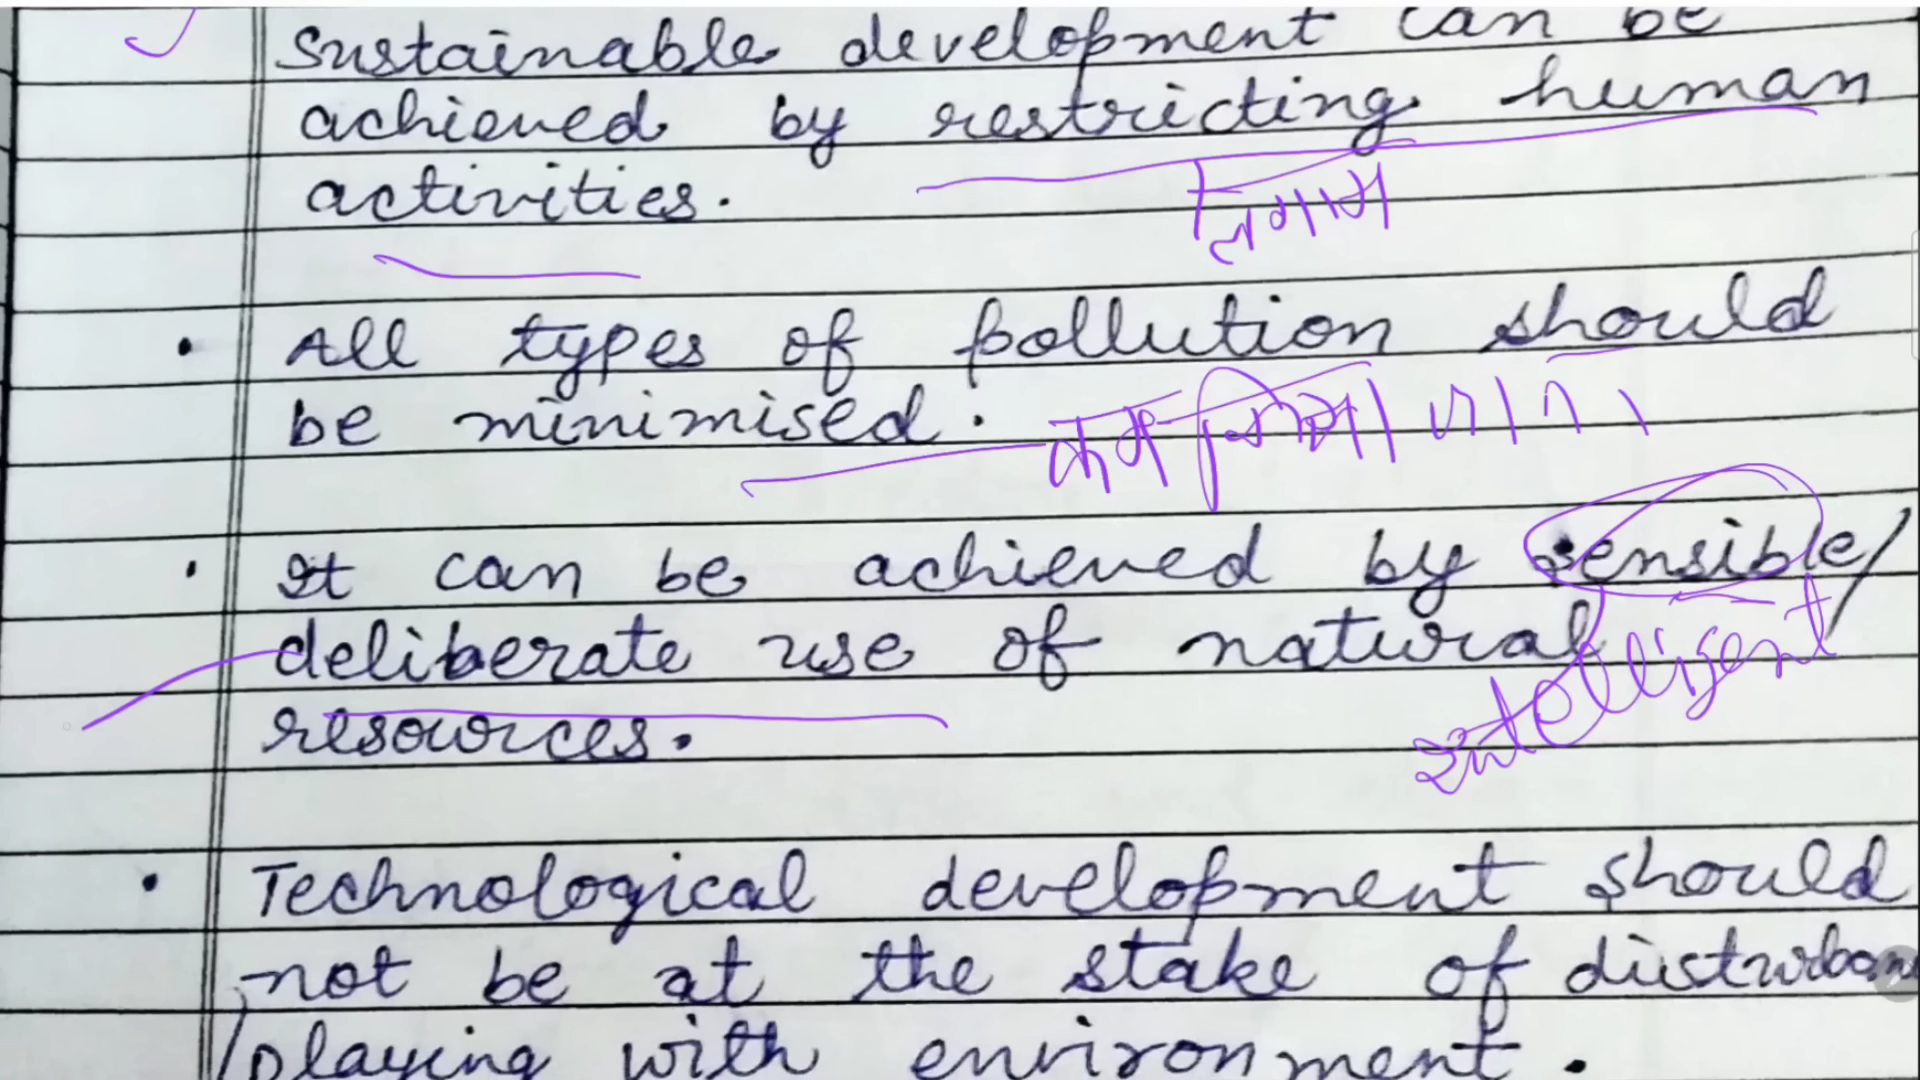 Sustainable development can be
achieved by restricting human
activities.
All types of pollution should
be minimised.
कम किया जाना
It can be achieved by sensible/
deliberate use of natural
intelligent
resources.
Technological development should
not be at the stake of
/playing with environment.